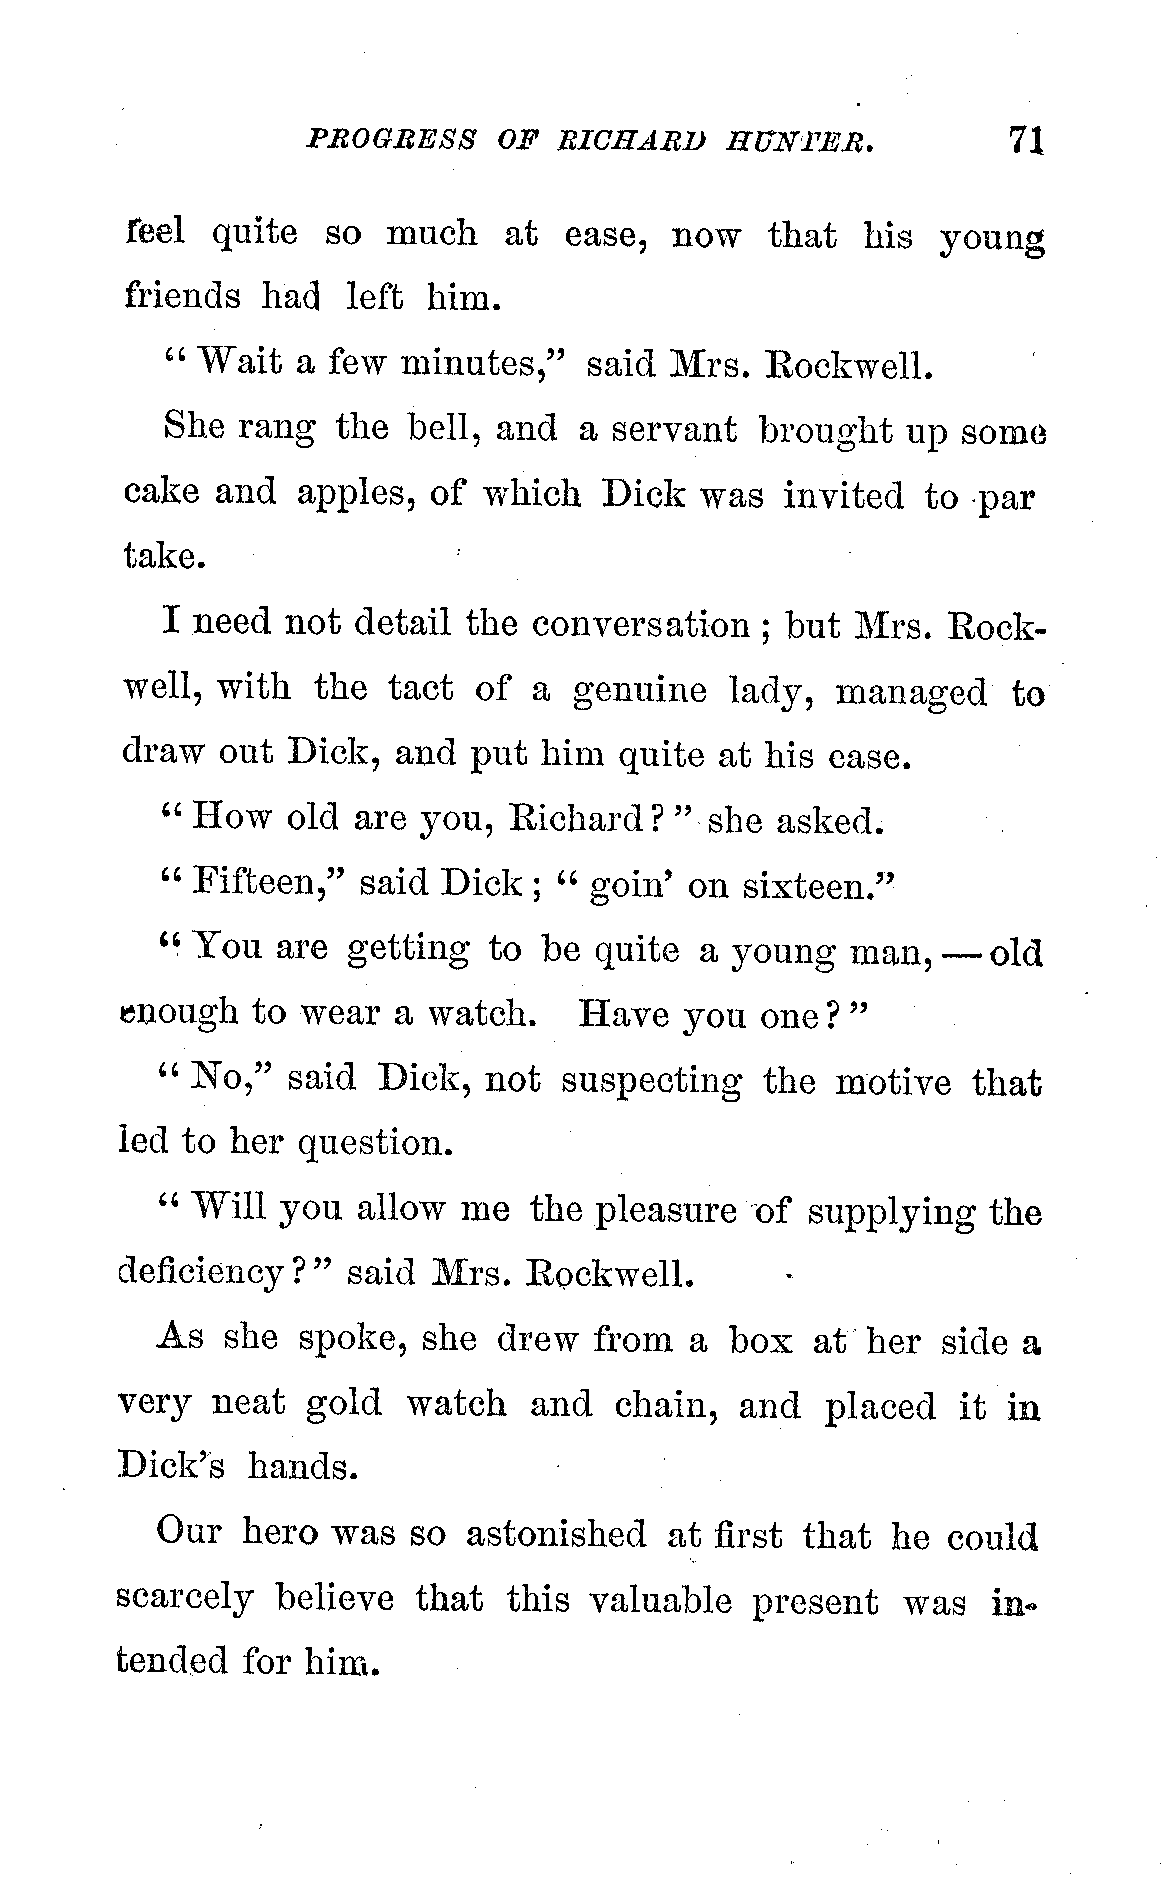 PROGRESS OF RICHARD HUNTER. 71
feel quite so much at ease, now that his young
friends had left him.
“Wait a few minutes,” said Mrs. Rockwell.
She rang the bell, and a servant brought up some
cake and apples, of which Dick was invited to par
take.
I need not detail the conversation; but Mrs. Rock-
well, with the tact of a genuine lady, managed to
draw out Dick, and put him quite at his ease.
“How old are you, Richard?” she asked.
“Fifteen,” said Dick; “goin’ on sixteen.”
“You are getting to be quite a young man,—old
enough to wear a watch. Have you one?”
“No,” said Dick, not suspecting the motive that
led to her question.
“Will you allow me the pleasure of supplying the
deficiency?” said Mrs. Rockwell.
As she spoke, she drew from a box at her side a
very neat gold watch and chain, and placed it in
Dick’s hands.
Our hero was so astonished at first that he could
scarcely believe that this valuable present was in-
tended for him.